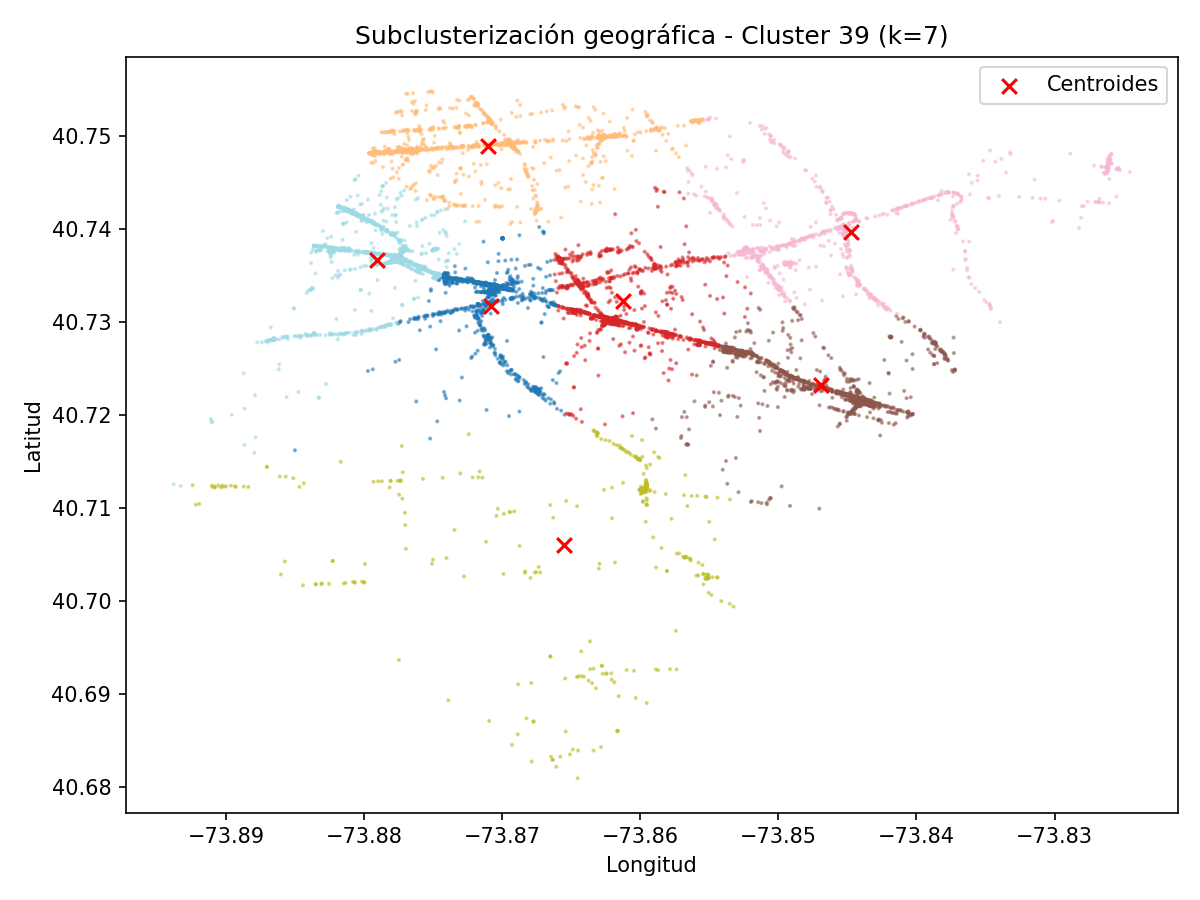 Subclusterización geográfica - Cluster 39 (k=7)
Centroides
40.75
40.74
40.73
40.72
40.71
40.70
40.69
40.68
Latitud
−73.89 −73.88 −73.87 −73.86 −73.85 −73.84 −73.83
Longitud